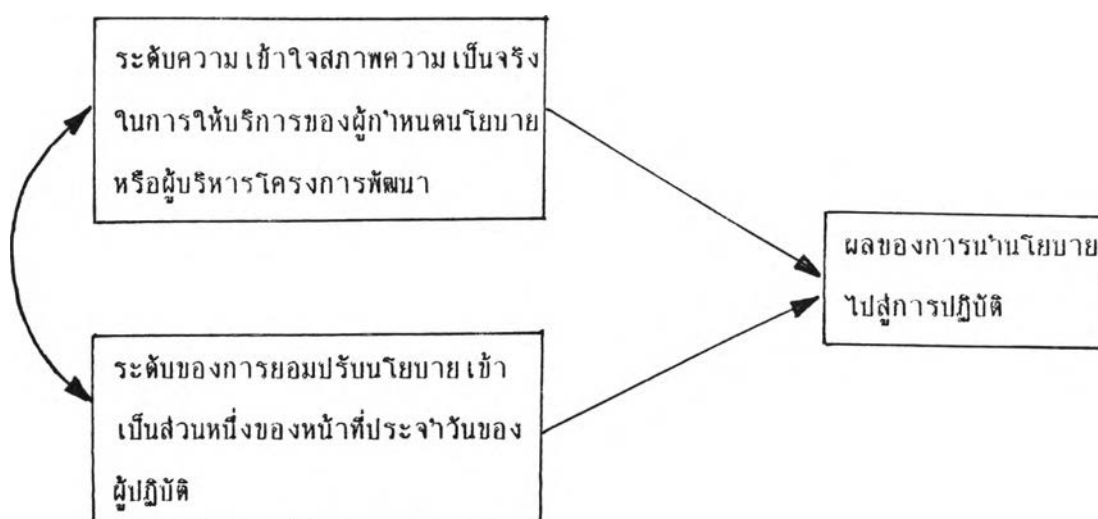 ระดับความเข้าใจสภาพความเป็นจริง
ในการให้บริการของผู้กำหนดนโยบาย
หรือผู้บริหารโครงการพัฒนา
ผลของการนำนโยบาย
ไปสู่การปฏิบัติ
ระดับของการยอมปรับนโยบายเข้า
เป็นส่วนหนึ่งของหน้าที่ประจำวันของ
ผู้ปฏิบัติ